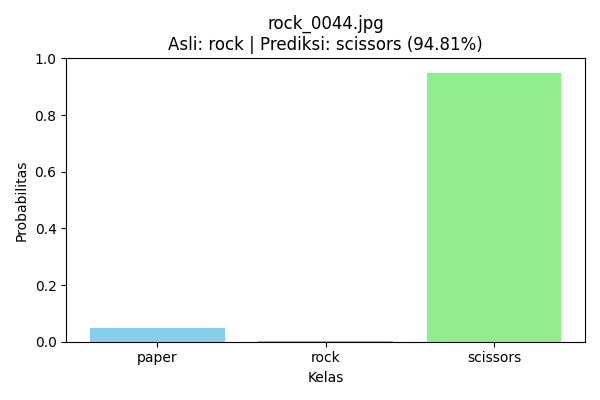 rock_0044.jpg
Asli: rock | Prediksi: scissors (94.81%)
1.0
0.8
0.6
0.4
0.2
0.0
Probabilitas
paper
rock
scissors
Kelas